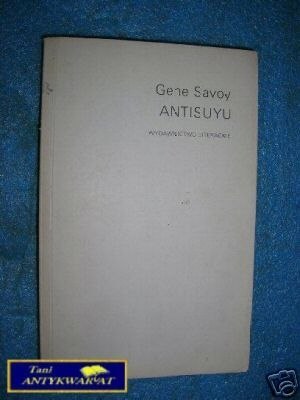 Gene Savoy
ANTISUYU
WYDAWNICTWO LITERACKIE
Tani
ANTYKWARYAT